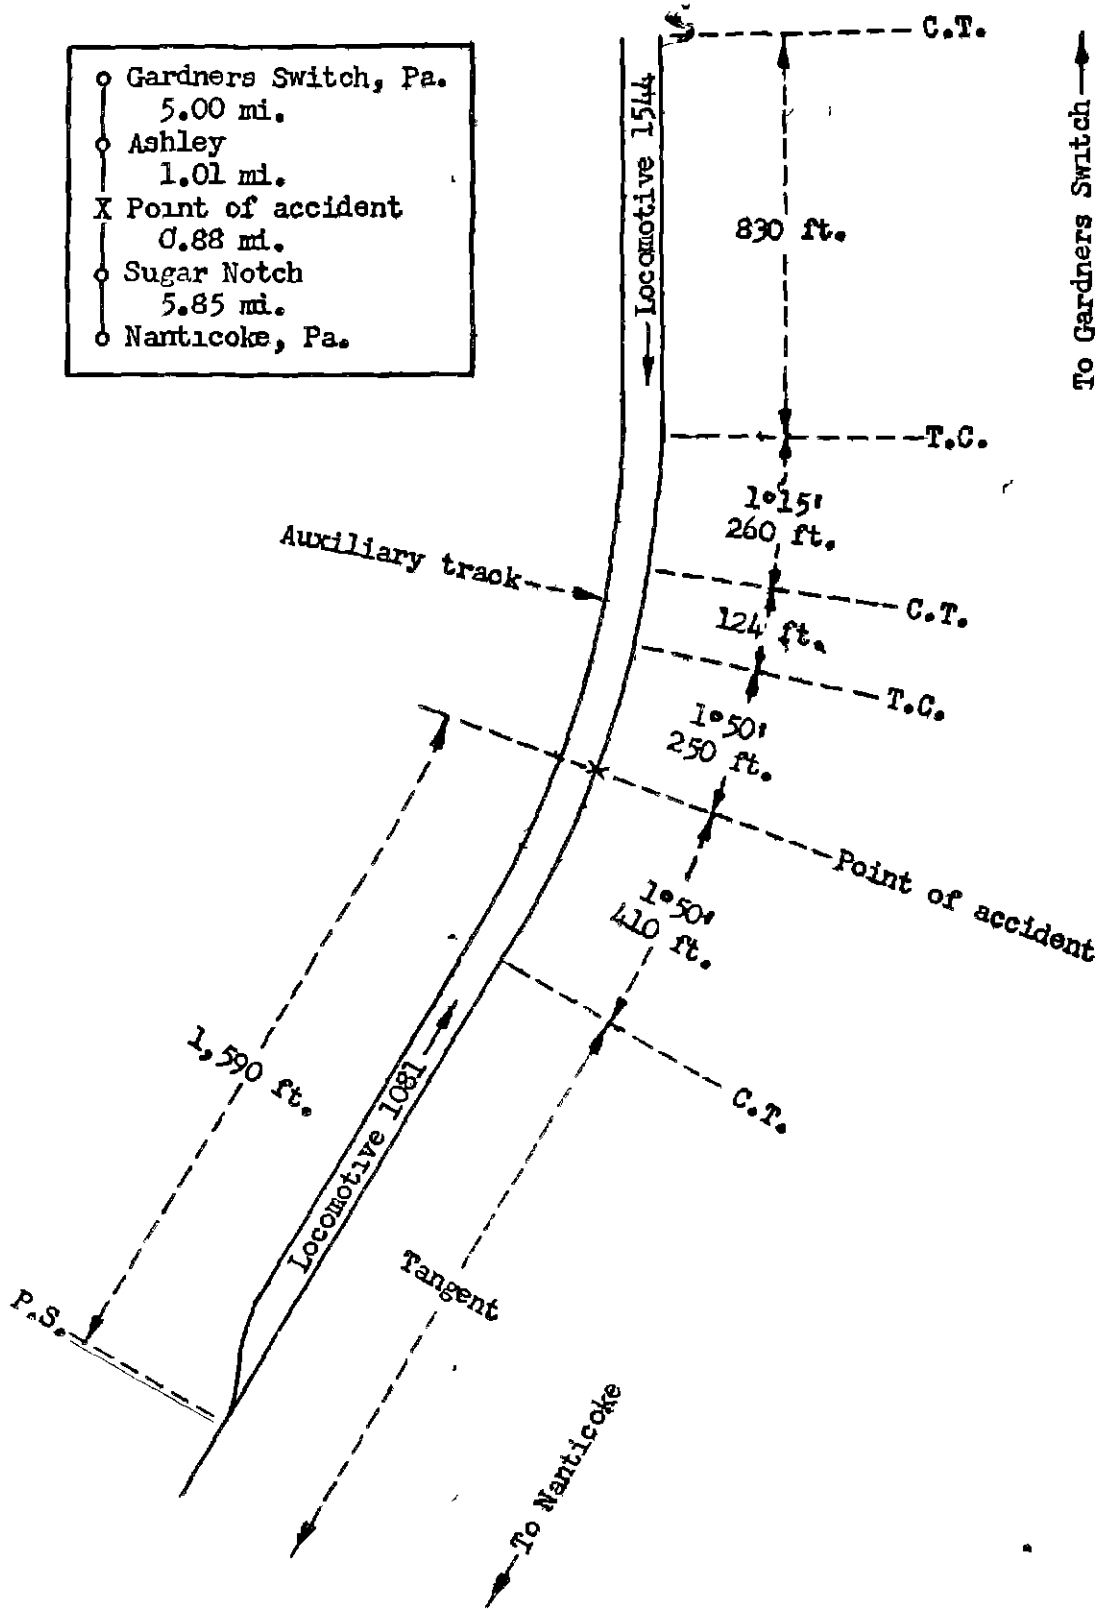 Gardners Switch, Pa.
5.00 mi.
Ashley
1.01 mi.
X Point of accident
0.88 mi.
Sugar Notch
5.85 mi.
Nanticoke, Pa.
C.T.
To Gardners Switch
Locomotive 1544
830 ft.
T.C.
1°15'
260 ft.
Auxiliary track
C.T.
124 ft.
T.C.
1°50'
250 ft.
Point of accident
1°50'
410 ft.
C.T.
1,590 ft.
Locomotive 1081
Tangent
P.S.
To Nanticoke